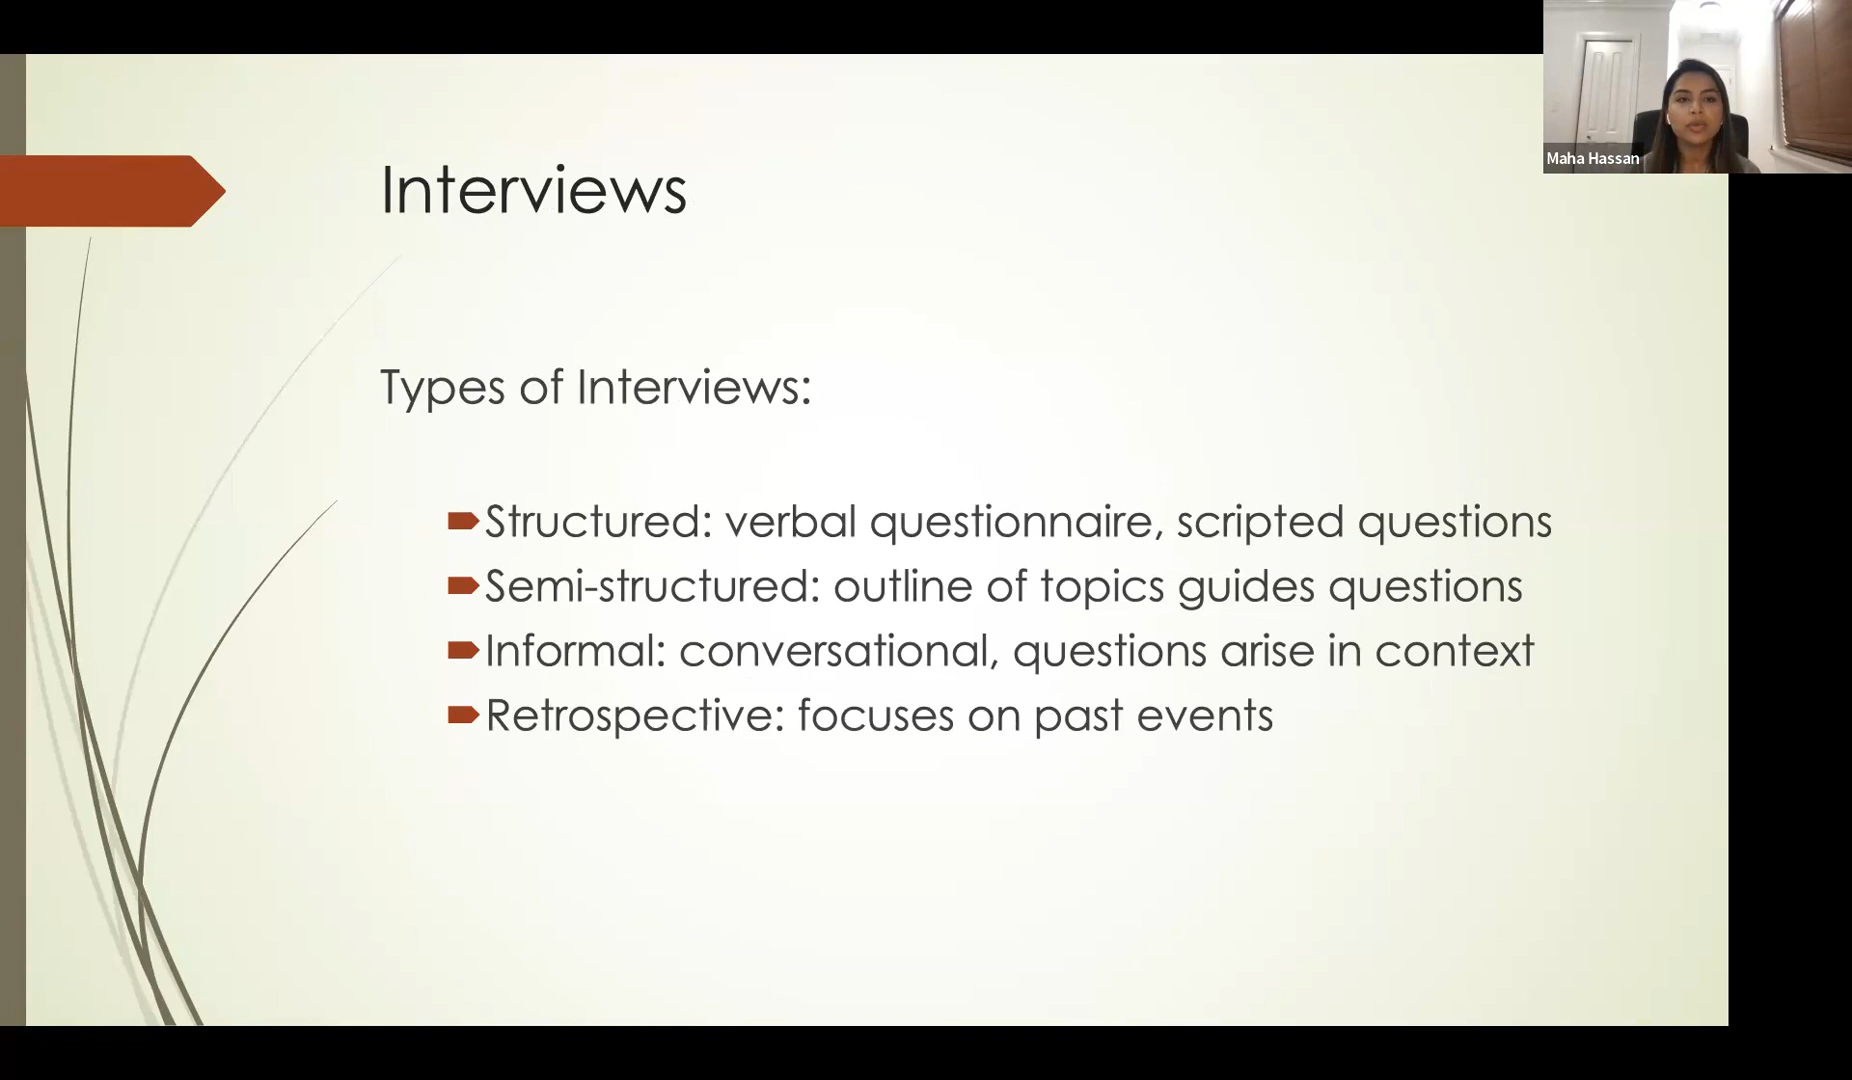 Interviews
Types of Interviews:
Structured: verbal questionnaire, scripted questions
Semi-structured: outline of topics guides questions
Informal: conversational, questions arise in context
Retrospective: focuses on past events
Maha Hassan